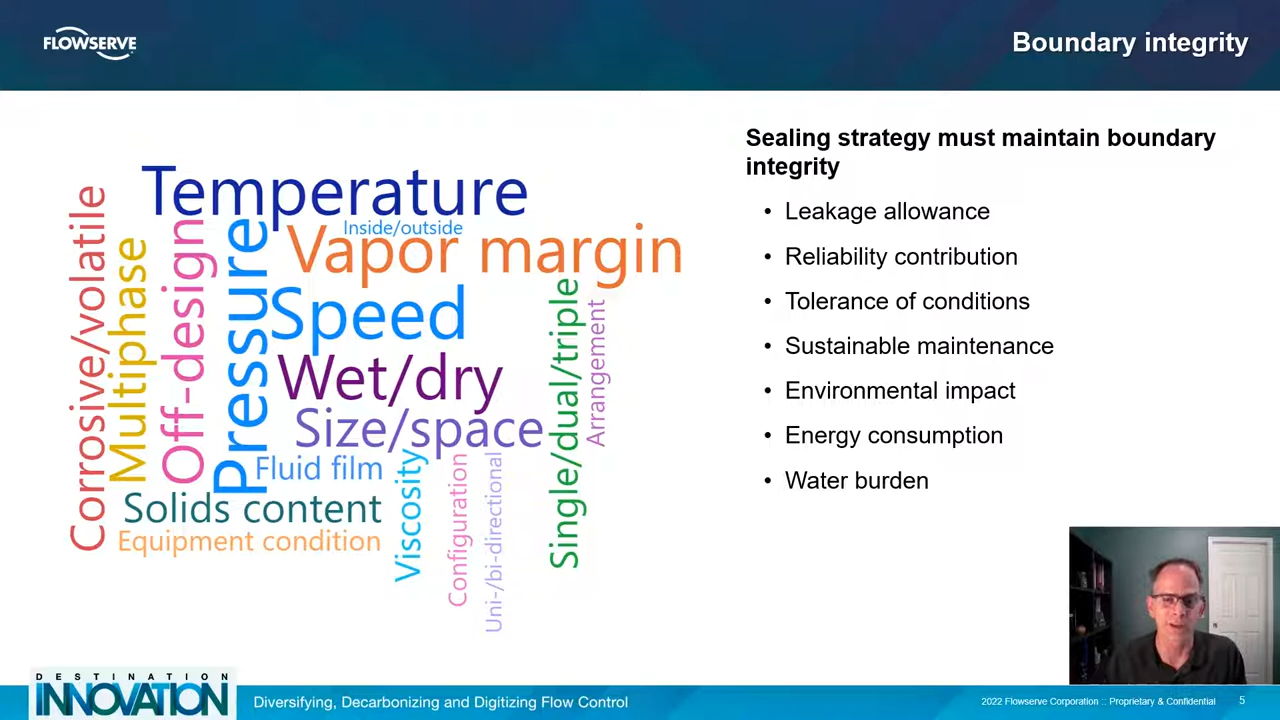 FLOWSERVE
Boundary integrity
Temperature
Inside/outside
Vapor margin
Corrosive/volatile
Multiphase
Off-design
Pressure
Speed
Wet/dry
Size/space
Single/dual/triple
Arrangement
Fluid film
Solids content
Equipment condition
Viscosity
Configuration
Uni-/bi-directional
Sealing strategy must maintain boundary
integrity
• Leakage allowance
• Reliability contribution
• Tolerance of conditions
• Sustainable maintenance
• Environmental impact
• Energy consumption
• Water burden
DESTINATION
INNOVATION
Diversifying, Decarbonizing and Digitizing Flow Control
2022 Flowserve Corporation :: Proprietary & Confidential
5